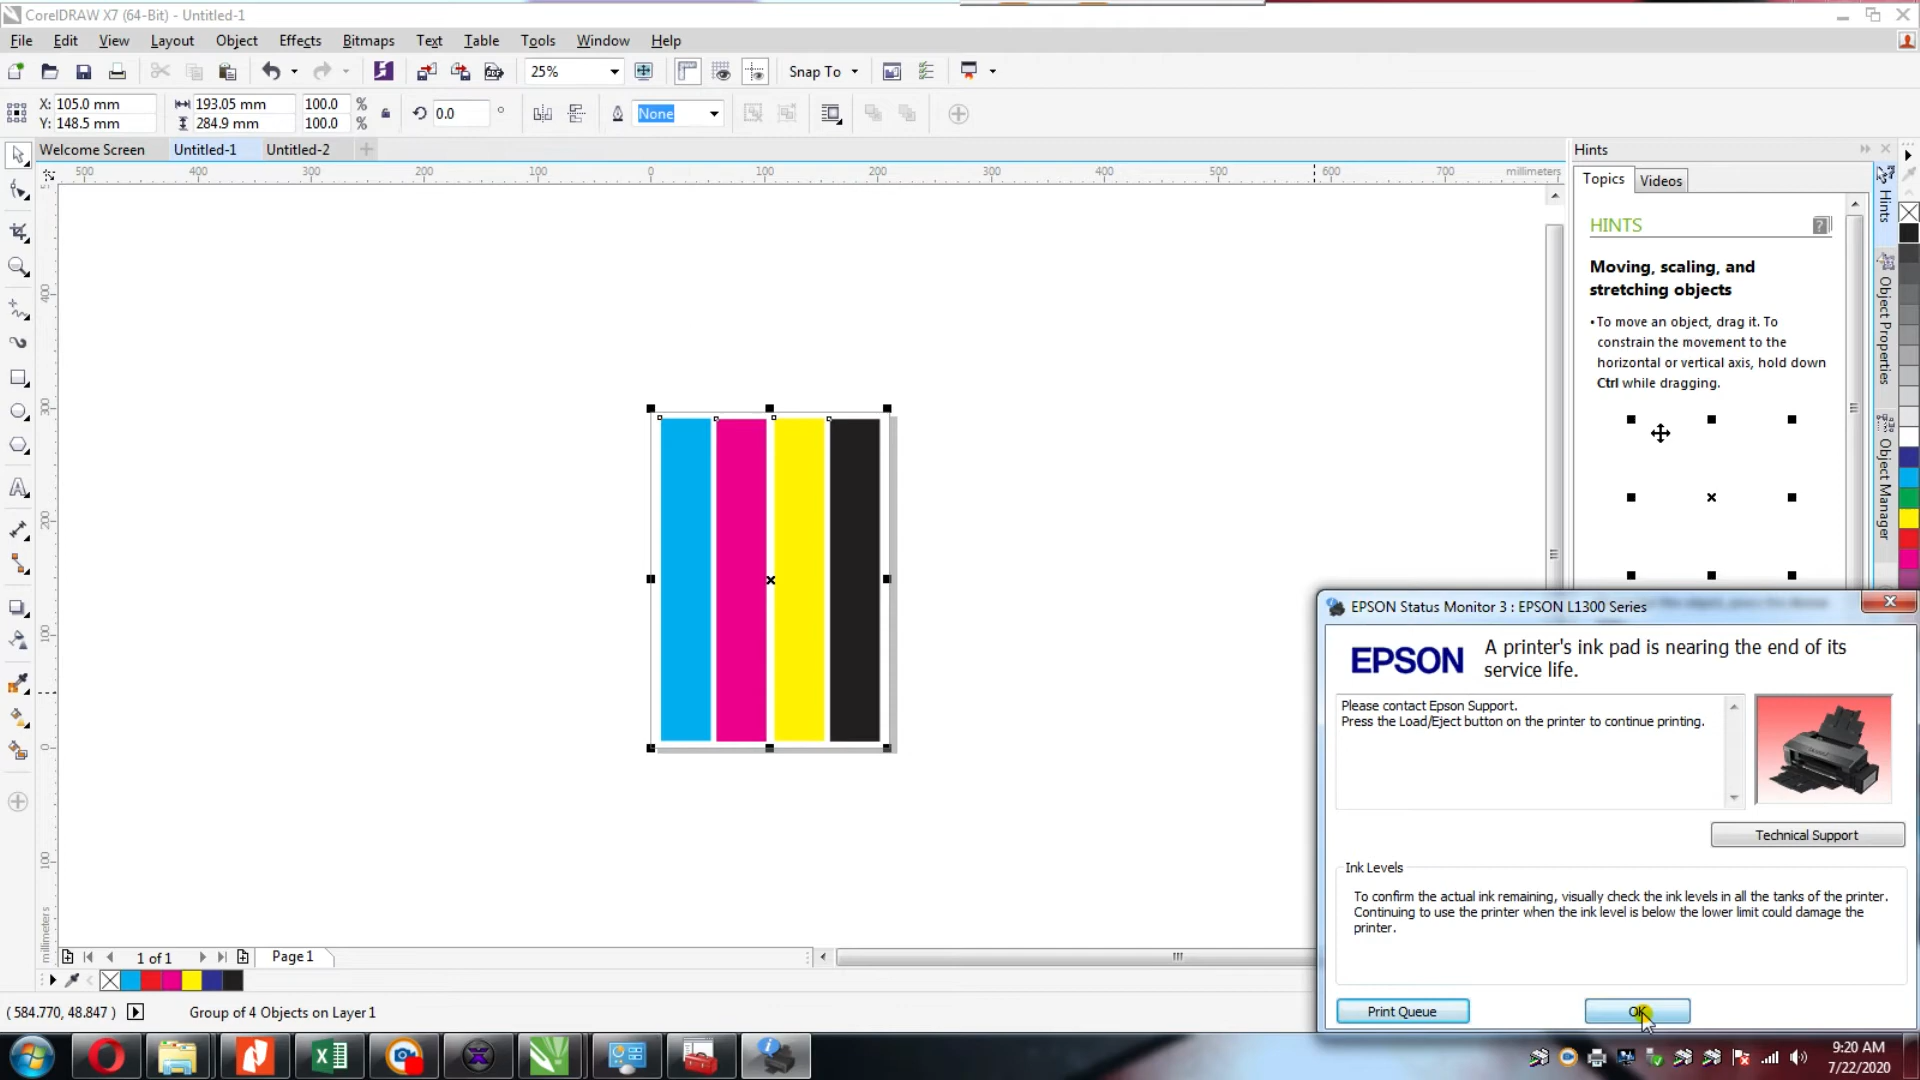 CorelDRAW X7 (64-Bit) - Untitled-1
File Edit View Layout Object Effects Bitmaps Text Table Tools Window Help
25% Snap To
X: 105.0 mm 193.05 mm 100.0 %
Y: 148.5 mm 284.9 mm 100.0 %
0.0 ° None
Welcome Screen Untitled-1 Untitled-2
500 400 300 200 100 0 100 200 300 400 500 600 700 millimeters
400
300
200
100
0
100
millimeters
Hints
Topics Videos
HINTS
Moving, scaling, and
stretching objects
•To move an object, drag it. To
constrain the movement to the
horizontal or vertical axis, hold down
Ctrl while dragging.
Hints
Object Properties
Object Manager
EPSON Status Monitor 3 : EPSON L1300 Series
EPSON
A printer's ink pad is nearing the end of its
service life.
Please contact Epson Support.
Press the Load/Eject button on the printer to continue printing.
Technical Support
Ink Levels
To confirm the actual ink remaining, visually check the ink levels in all the tanks of the printer.
Continuing to use the printer when the ink level is below the lower limit could damage the
printer.
Print Queue OK
1 of 1 Page 1
( 584.770, 48.847 ) Group of 4 Objects on Layer 1
9:20 AM
7/22/2020